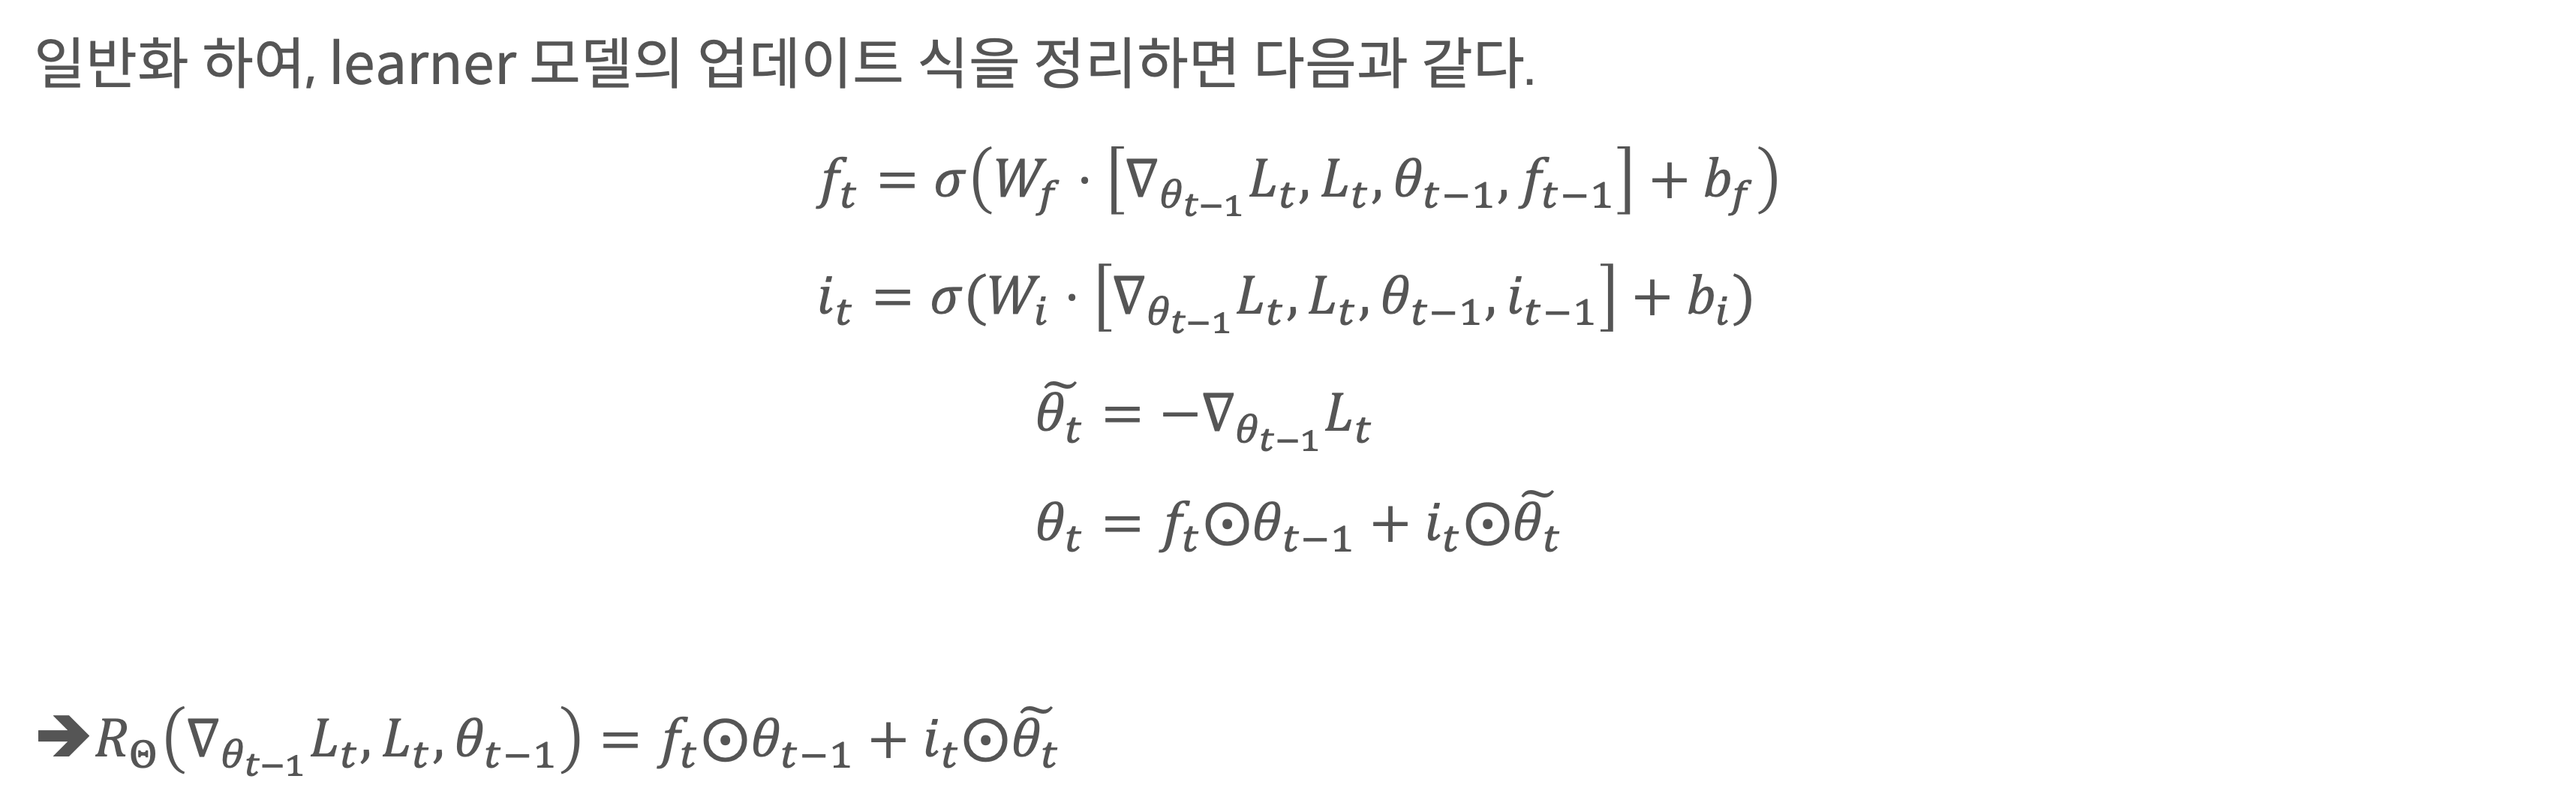 일반화 하여, learner 모델의 업데이트 식을 정리하면 다음과 같다.
f_t = σ(W_f · [∇_{θ_{t−1}} L_t, L_t, θ_{t−1}, f_{t−1}] + b_f)
i_t = σ(W_i · [∇_{θ_{t−1}} L_t, L_t, θ_{t−1}, i_{t−1}] + b_i)
θ̃_t = −∇_{θ_{t−1}} L_t
θ_t = f_t⊙θ_{t−1} + i_t⊙θ̃_t
➔R_Θ(∇_{θ_{t−1}} L_t, L_t, θ_{t−1}) = f_t⊙θ_{t−1} + i_t⊙θ̃_t